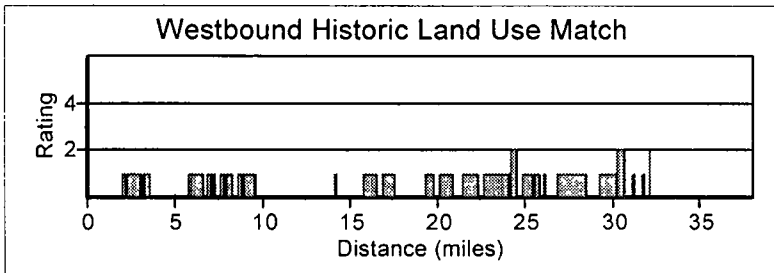 Westbound Historic Land Use Match
Rating
4
2
0 5 10 15 20 25 30 35
Distance (miles)